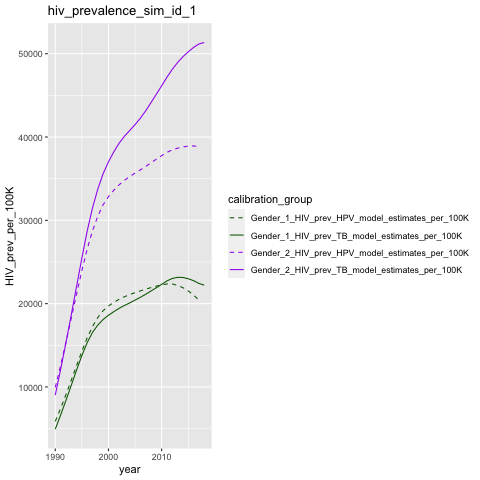 hiv_prevalence_sim_id_1
HIV_prev_per_100K
50000
40000
30000
20000
10000
1990
2000
2010
year
calibration_group
Gender_1_HIV_prev_HPV_model_estimates_per_100K
Gender_1_HIV_prev_TB_model_estimates_per_100K
Gender_2_HIV_prev_HPV_model_estimates_per_100K
Gender_2_HIV_prev_TB_model_estimates_per_100K